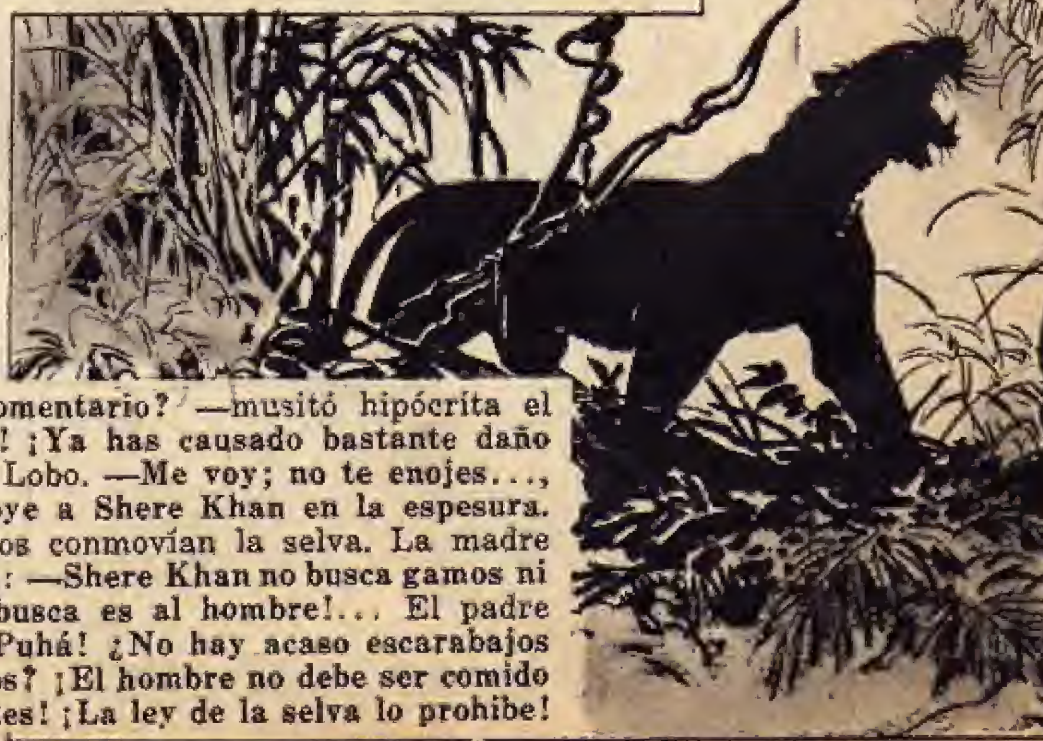 omentario? —musitó hipócrita el
! ¡Ya has causado bastante daño
Lobo. —Me voy; no te enojes...,
ye a Shere Khan en la espesura.
os conmovían la selva. La madre
: —Shere Khan no busca gamos ni
busca es al hombre!... El padre
Puhá! ¿No hay acaso escarabajos
s? ¡El hombre no debe ser comido
es! ¡La ley de la selva lo prohibe!